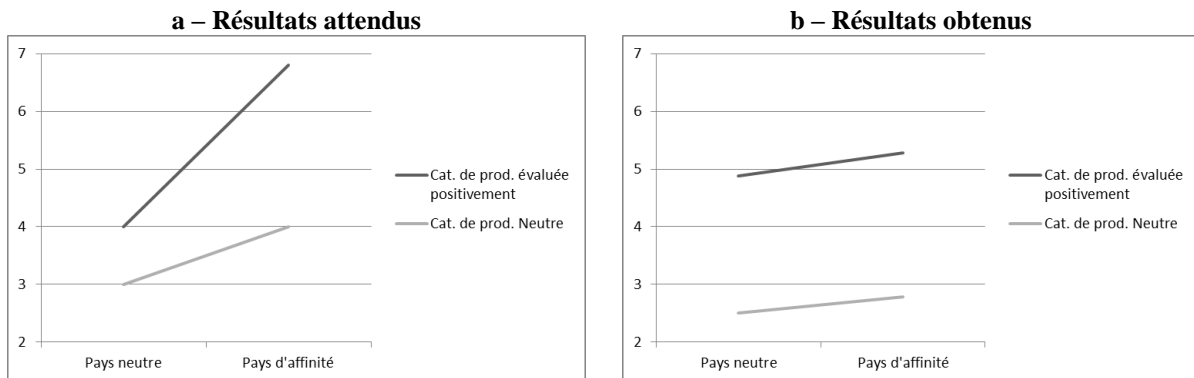 a – Résultats attendus
7
6
5
4
3
2
Pays neutre
Pays d'affinité
Cat. de prod. évaluée
positivement
Cat. de prod. Neutre
b – Résultats obtenus
7
6
5
4
3
2
Pays neutre
Pays d'affinité
Cat. de prod. évaluée
positivement
Cat. de prod. Neutre